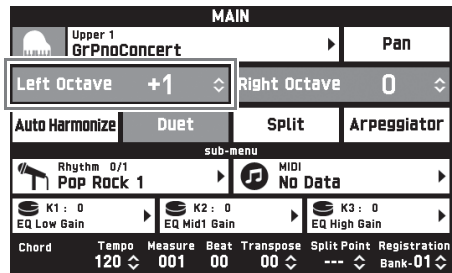 MAIN
Upper 1
GrPnoConcert
Pan
Left Octave +1 Right Octave 0
Auto Harmonize Duet Split Arpeggiator
sub-menu
Rhythm 0/1
Pop Rock 1
MIDI
No Data
K1 : 0
EQ Low Gain
K2 : 0
EQ Mid1 Gain
K3 : 0
EQ High Gain
Chord Tempo Measure Beat Transpose Split Point Registration
120 001 00 00 --- Bank-01